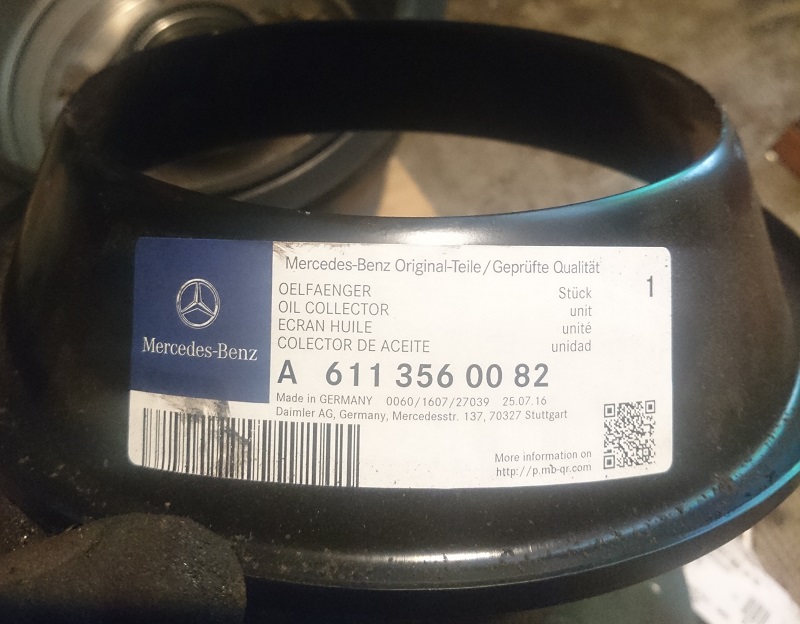 Mercedes-Benz Original-Teile/Geprüfte Qualität
1
OELFAENGER Stück
OIL COLLECTOR unit
ECRAN HUILE unité
COLECTOR DE ACEITE unidad
Mercedes-Benz
A 611 356 00 82
Made in GERMANY 0060/1607/27039 25.07.16
Daimler AG, Germany, Mercedesstr. 137, 70327 Stuttgart
More information on
http://p.mb-qr.com